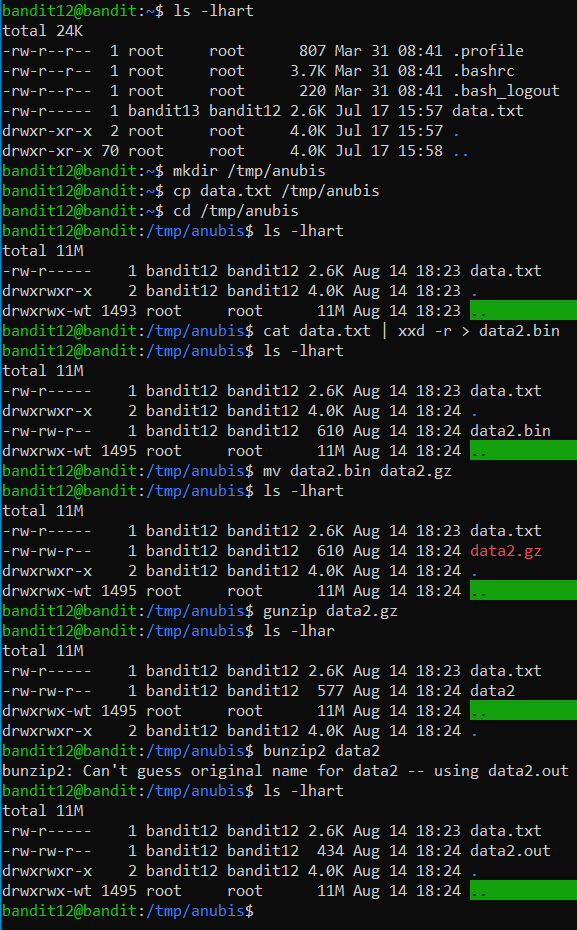 bandit12@bandit:~$ ls -lhart
total 24K
-rw-r--r--  1 root     root      807 Mar 31 08:41 .profile
-rw-r--r--  1 root     root     3.7K Mar 31 08:41 .bashrc
-rw-r--r--  1 root     root      220 Mar 31 08:41 .bash_logout
-rw-r-----  1 bandit13 bandit12 2.6K Jul 17 15:57 data.txt
drwxr-xr-x  2 root     root     4.0K Jul 17 15:57 .
drwxr-xr-x 70 root     root     4.0K Jul 17 15:58 ..
bandit12@bandit:~$ mkdir /tmp/anubis
bandit12@bandit:~$ cp data.txt /tmp/anubis
bandit12@bandit:~$ cd /tmp/anubis
bandit12@bandit:/tmp/anubis$ ls -lhart
total 11M
-rw-r-----    1 bandit12 bandit12 2.6K Aug 14 18:23 data.txt
drwxrwxr-x    2 bandit12 bandit12 4.0K Aug 14 18:23 .
drwxrwx-wt 1493 root     root      11M Aug 14 18:23 ..
bandit12@bandit:/tmp/anubis$ cat data.txt | xxd -r > data2.bin
bandit12@bandit:/tmp/anubis$ ls -lhart
total 11M
-rw-r-----    1 bandit12 bandit12 2.6K Aug 14 18:23 data.txt
drwxrwxr-x    2 bandit12 bandit12 4.0K Aug 14 18:24 .
-rw-rw-r--    1 bandit12 bandit12  610 Aug 14 18:24 data2.bin
drwxrwx-wt 1495 root     root      11M Aug 14 18:24 ..
bandit12@bandit:/tmp/anubis$ mv data2.bin data2.gz
bandit12@bandit:/tmp/anubis$ ls -lhart
total 11M
-rw-r-----    1 bandit12 bandit12 2.6K Aug 14 18:23 data.txt
-rw-rw-r--    1 bandit12 bandit12  610 Aug 14 18:24 data2.gz
drwxrwxr-x    2 bandit12 bandit12 4.0K Aug 14 18:24 .
drwxrwx-wt 1495 root     root      11M Aug 14 18:24 ..
bandit12@bandit:/tmp/anubis$ gunzip data2.gz
bandit12@bandit:/tmp/anubis$ ls -lhar
total 11M
-rw-r-----    1 bandit12 bandit12 2.6K Aug 14 18:23 data.txt
-rw-rw-r--    1 bandit12 bandit12  577 Aug 14 18:24 data2
drwxrwx-wt 1495 root     root      11M Aug 14 18:24 ..
drwxrwxr-x    2 bandit12 bandit12 4.0K Aug 14 18:24 .
bandit12@bandit:/tmp/anubis$ bunzip2 data2
bunzip2: Can't guess original name for data2 -- using data2.out
bandit12@bandit:/tmp/anubis$ ls -lhart
total 11M
-rw-r-----    1 bandit12 bandit12 2.6K Aug 14 18:23 data.txt
-rw-rw-r--    1 bandit12 bandit12  434 Aug 14 18:24 data2.out
drwxrwxr-x    2 bandit12 bandit12 4.0K Aug 14 18:24 .
drwxrwx-wt 1495 root     root      11M Aug 14 18:24 ..
bandit12@bandit:/tmp/anubis$